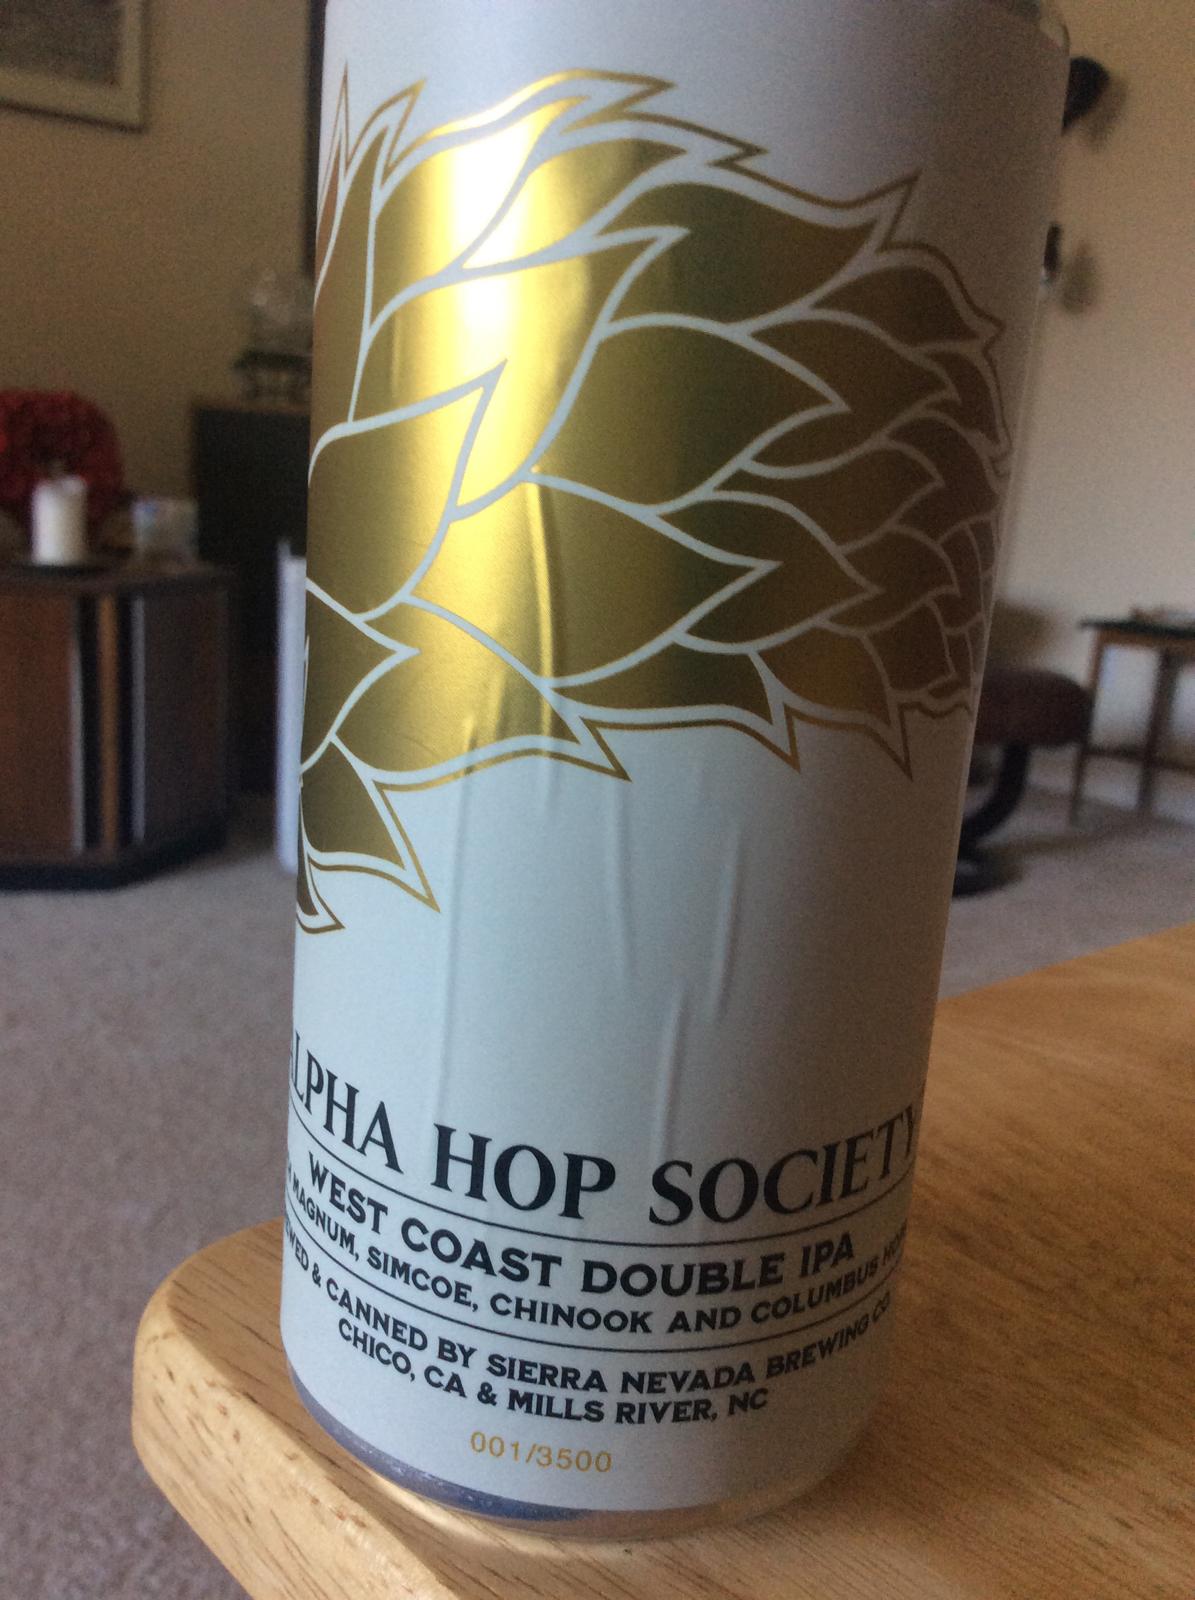 ALPHA HOP SOCIETY
WEST COAST DOUBLE IPA
MAGNUM, SIMCOE, CHINOOK AND COLUMBUS
& CANNED BY SIERRA NEVADA BREWING CO.
CHICO, CA & MILLS RIVER, NC
001/3500